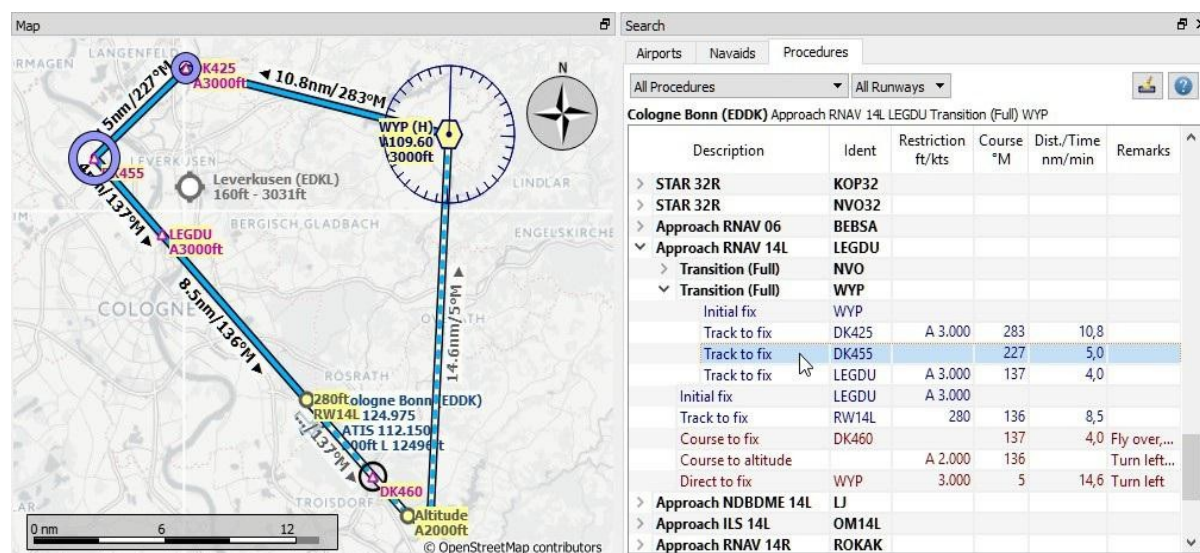 Map
LANGENFELD
RMAGEN
DK425
A3000ft
◄ 10.8nm/283°M
N
5nm/227°M
WYP (H)
109.60
3000ft
LEVERKUSEN
DK455
Leverkusen (EDKL)
160ft - 3031ft
LINDLAR
4nm/137°M ►
BERGISCH GLADBACH
ENGELSKIRCHE
LEGDU
A3000ft
8.5nm/136°M ►
COLOGNE
14.6nm/5°M ►
RÖSRATH
280ft
ologne Bonn (EDDK)
RW14L 124.975
ATIS 112.150
00ft L 12496ft
.../137°M ►
DK460
TROISDORF
Altitude
A2000ft
0 nm 6 12
© OpenStreetMap contributors
Search
Airports Navaids Procedures
All Procedures All Runways
Cologne Bonn (EDDK) Approach RNAV 14L LEGDU Transition (Full) WYP
Description Ident Restriction ft/kts Course °M Dist./Time nm/min Remarks
STAR 32R KOP32
STAR 32R NVO32
Approach RNAV 06 BEBSA
Approach RNAV 14L LEGDU
Transition (Full) NVO
Transition (Full) WYP
Initial fix WYP
Track to fix DK425 A 3.000 283 10,8
Track to fix DK455 227 5,0
Track to fix LEGDU A 3.000 137 4,0
Initial fix LEGDU A 3.000
Track to fix RW14L 280 136 8,5
Course to fix DK460 137 4,0 Fly over,...
Course to altitude A 2.000 136 Turn left...
Direct to fix WYP 3.000 5 14,6 Turn left
Approach NDBDME 14L LJ
Approach ILS 14L OM14L
Approach RNAV 14R ROKAK